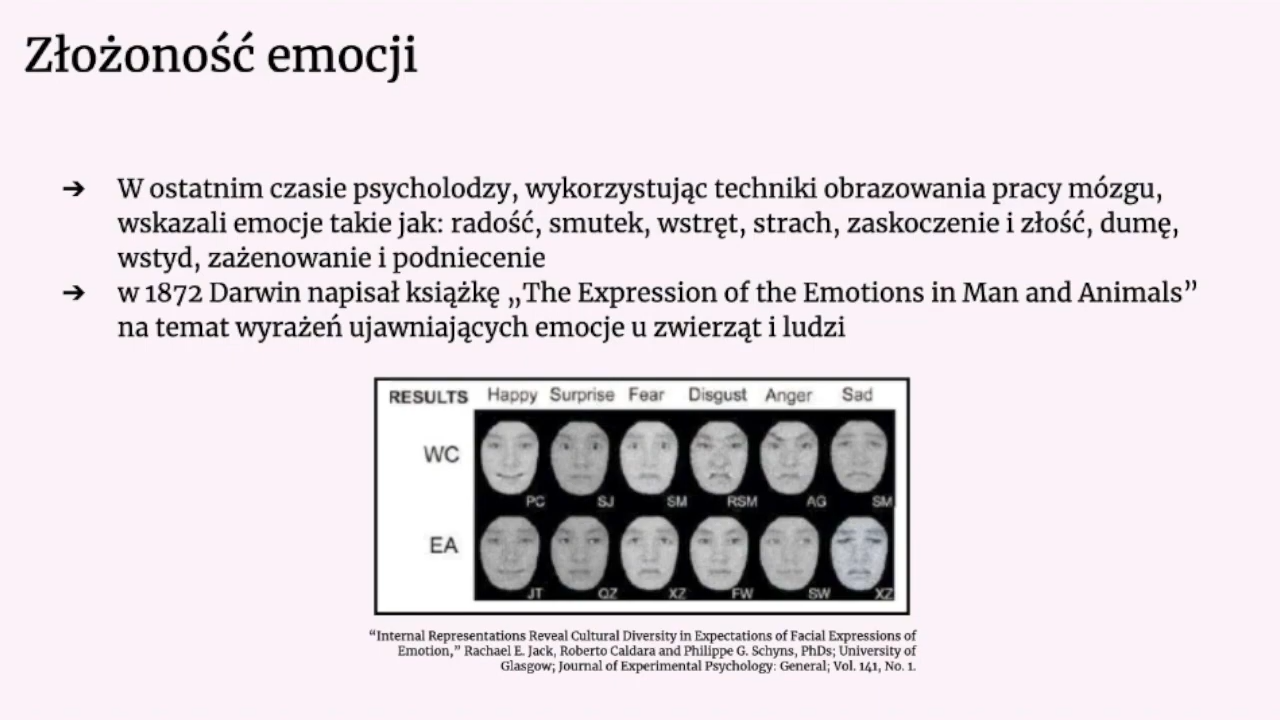 Złożoność emocji
➔ W ostatnim czasie psycholodzy, wykorzystując techniki obrazowania pracy mózgu,
wskazali emocje takie jak: radość, smutek, wstręt, strach, zaskoczenie i złość, dumę,
wstyd, zażenowanie i podniecenie
➔ w 1872 Darwin napisał książkę „The Expression of the Emotions in Man and Animals”
na temat wyrażeń ujawniających emocje u zwierząt i ludzi
RESULTS Happy Surprise Fear Disgust Anger Sad
WC
PC SJ SM RSM AG SM
EA
JT QZ XZ FW SW XZ
“Internal Representations Reveal Cultural Diversity in Expectations of Facial Expressions of
Emotion,” Rachael E. Jack, Roberto Caldara and Philippe G. Schyns, PhDs; University of
Glasgow; Journal of Experimental Psychology: General; Vol. 141, No. 1.